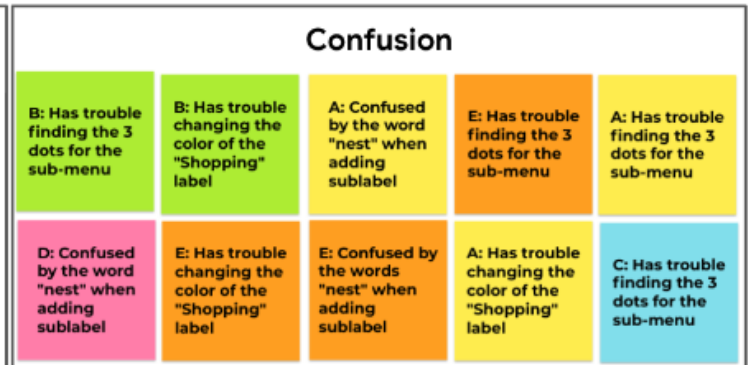 Confusion
B: Has trouble
finding the 3
dots for the
sub-menu
B: Has trouble
changing the
color of the
"Shopping"
label
A: Confused
by the word
"nest" when
adding
sublabel
E: Has trouble
finding the 3
dots for the
sub-menu
A: Has trouble
finding the 3
dots for the
sub-menu
D: Confused
by the word
"nest" when
adding
sublabel
E: Has trouble
changing the
color of the
"Shopping"
label
E: Confused by
the words
"nest" when
adding
sublabel
A: Has trouble
changing the
color of the
"Shopping"
label
C: Has trouble
finding the 3
dots for the
sub-menu